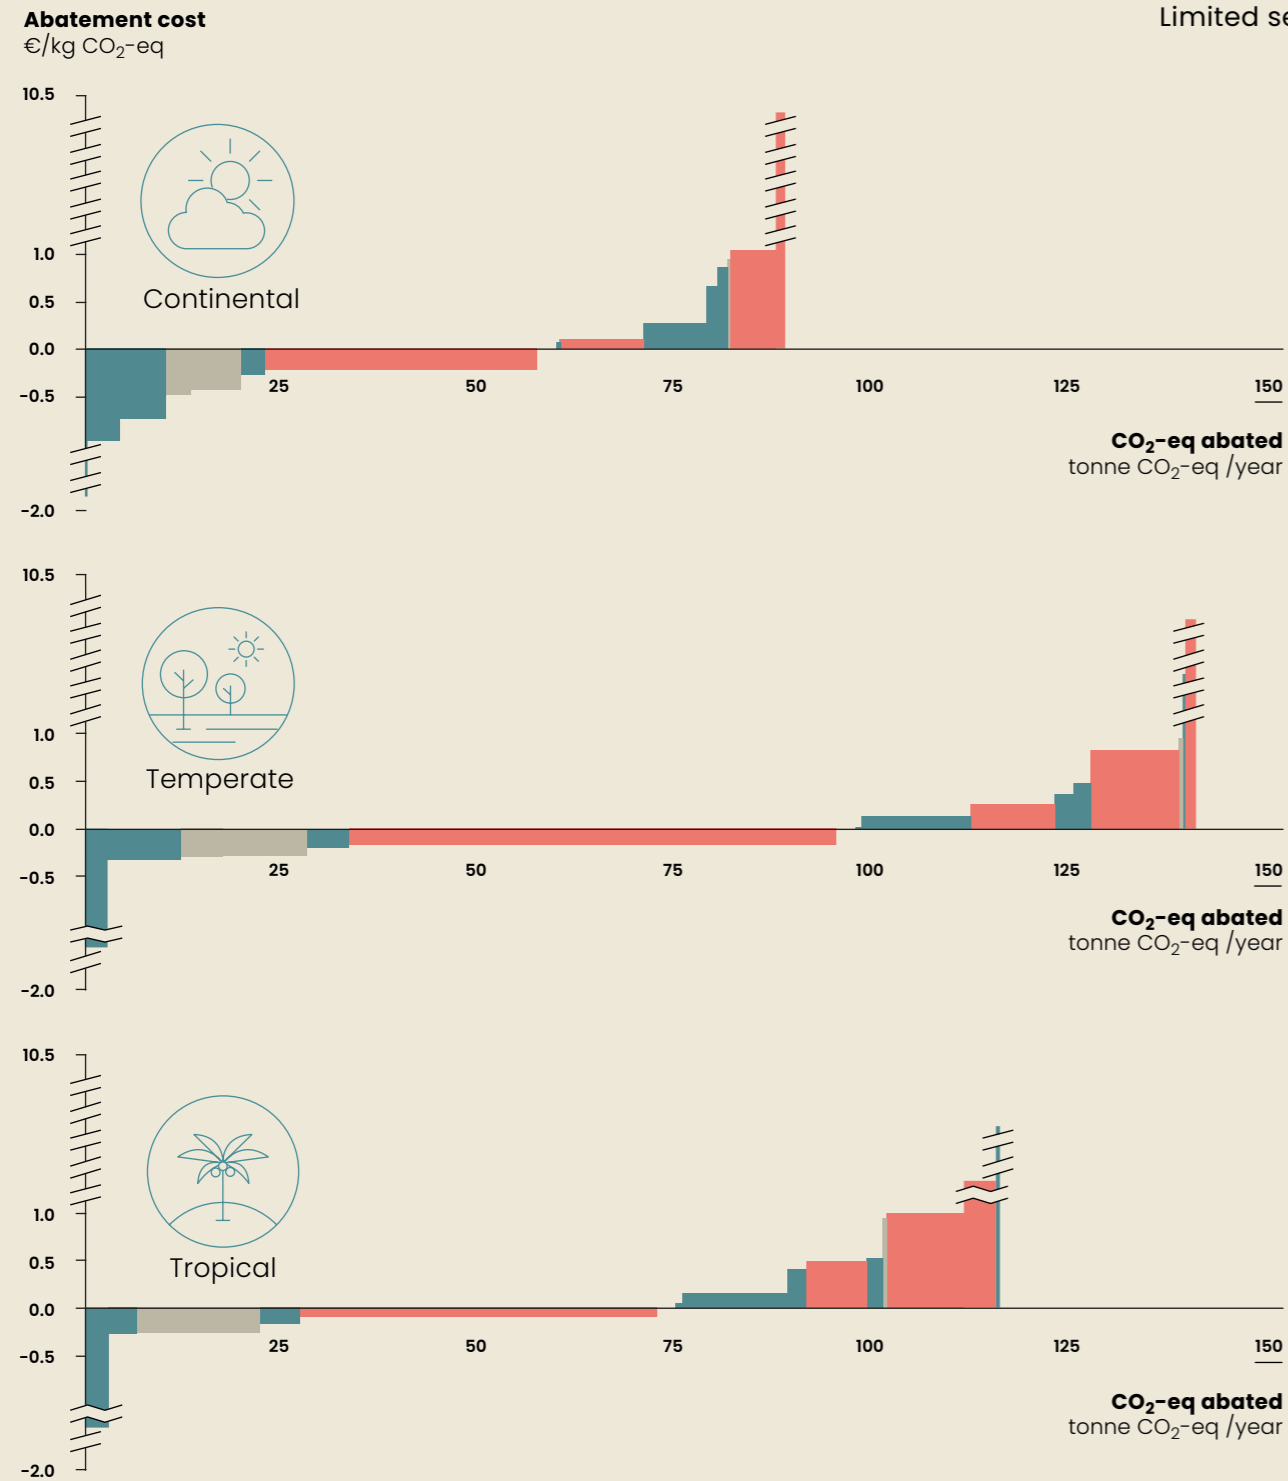 Abatement cost
€/kg CO₂-eq
Limited
10.5
1.0
0.5
0.0
-0.5
-2.0
Continental
25 50 75 100 125 150
CO₂-eq abated
tonne CO₂-eq /year
10.5
1.0
0.5
0.0
-0.5
-2.0
Temperate
25 50 75 100 125 150
CO₂-eq abated
tonne CO₂-eq /year
10.5
1.0
0.5
0.0
-0.5
-2.0
Tropical
25 50 75 100 125 150
CO₂-eq abated
tonne CO₂-eq /year